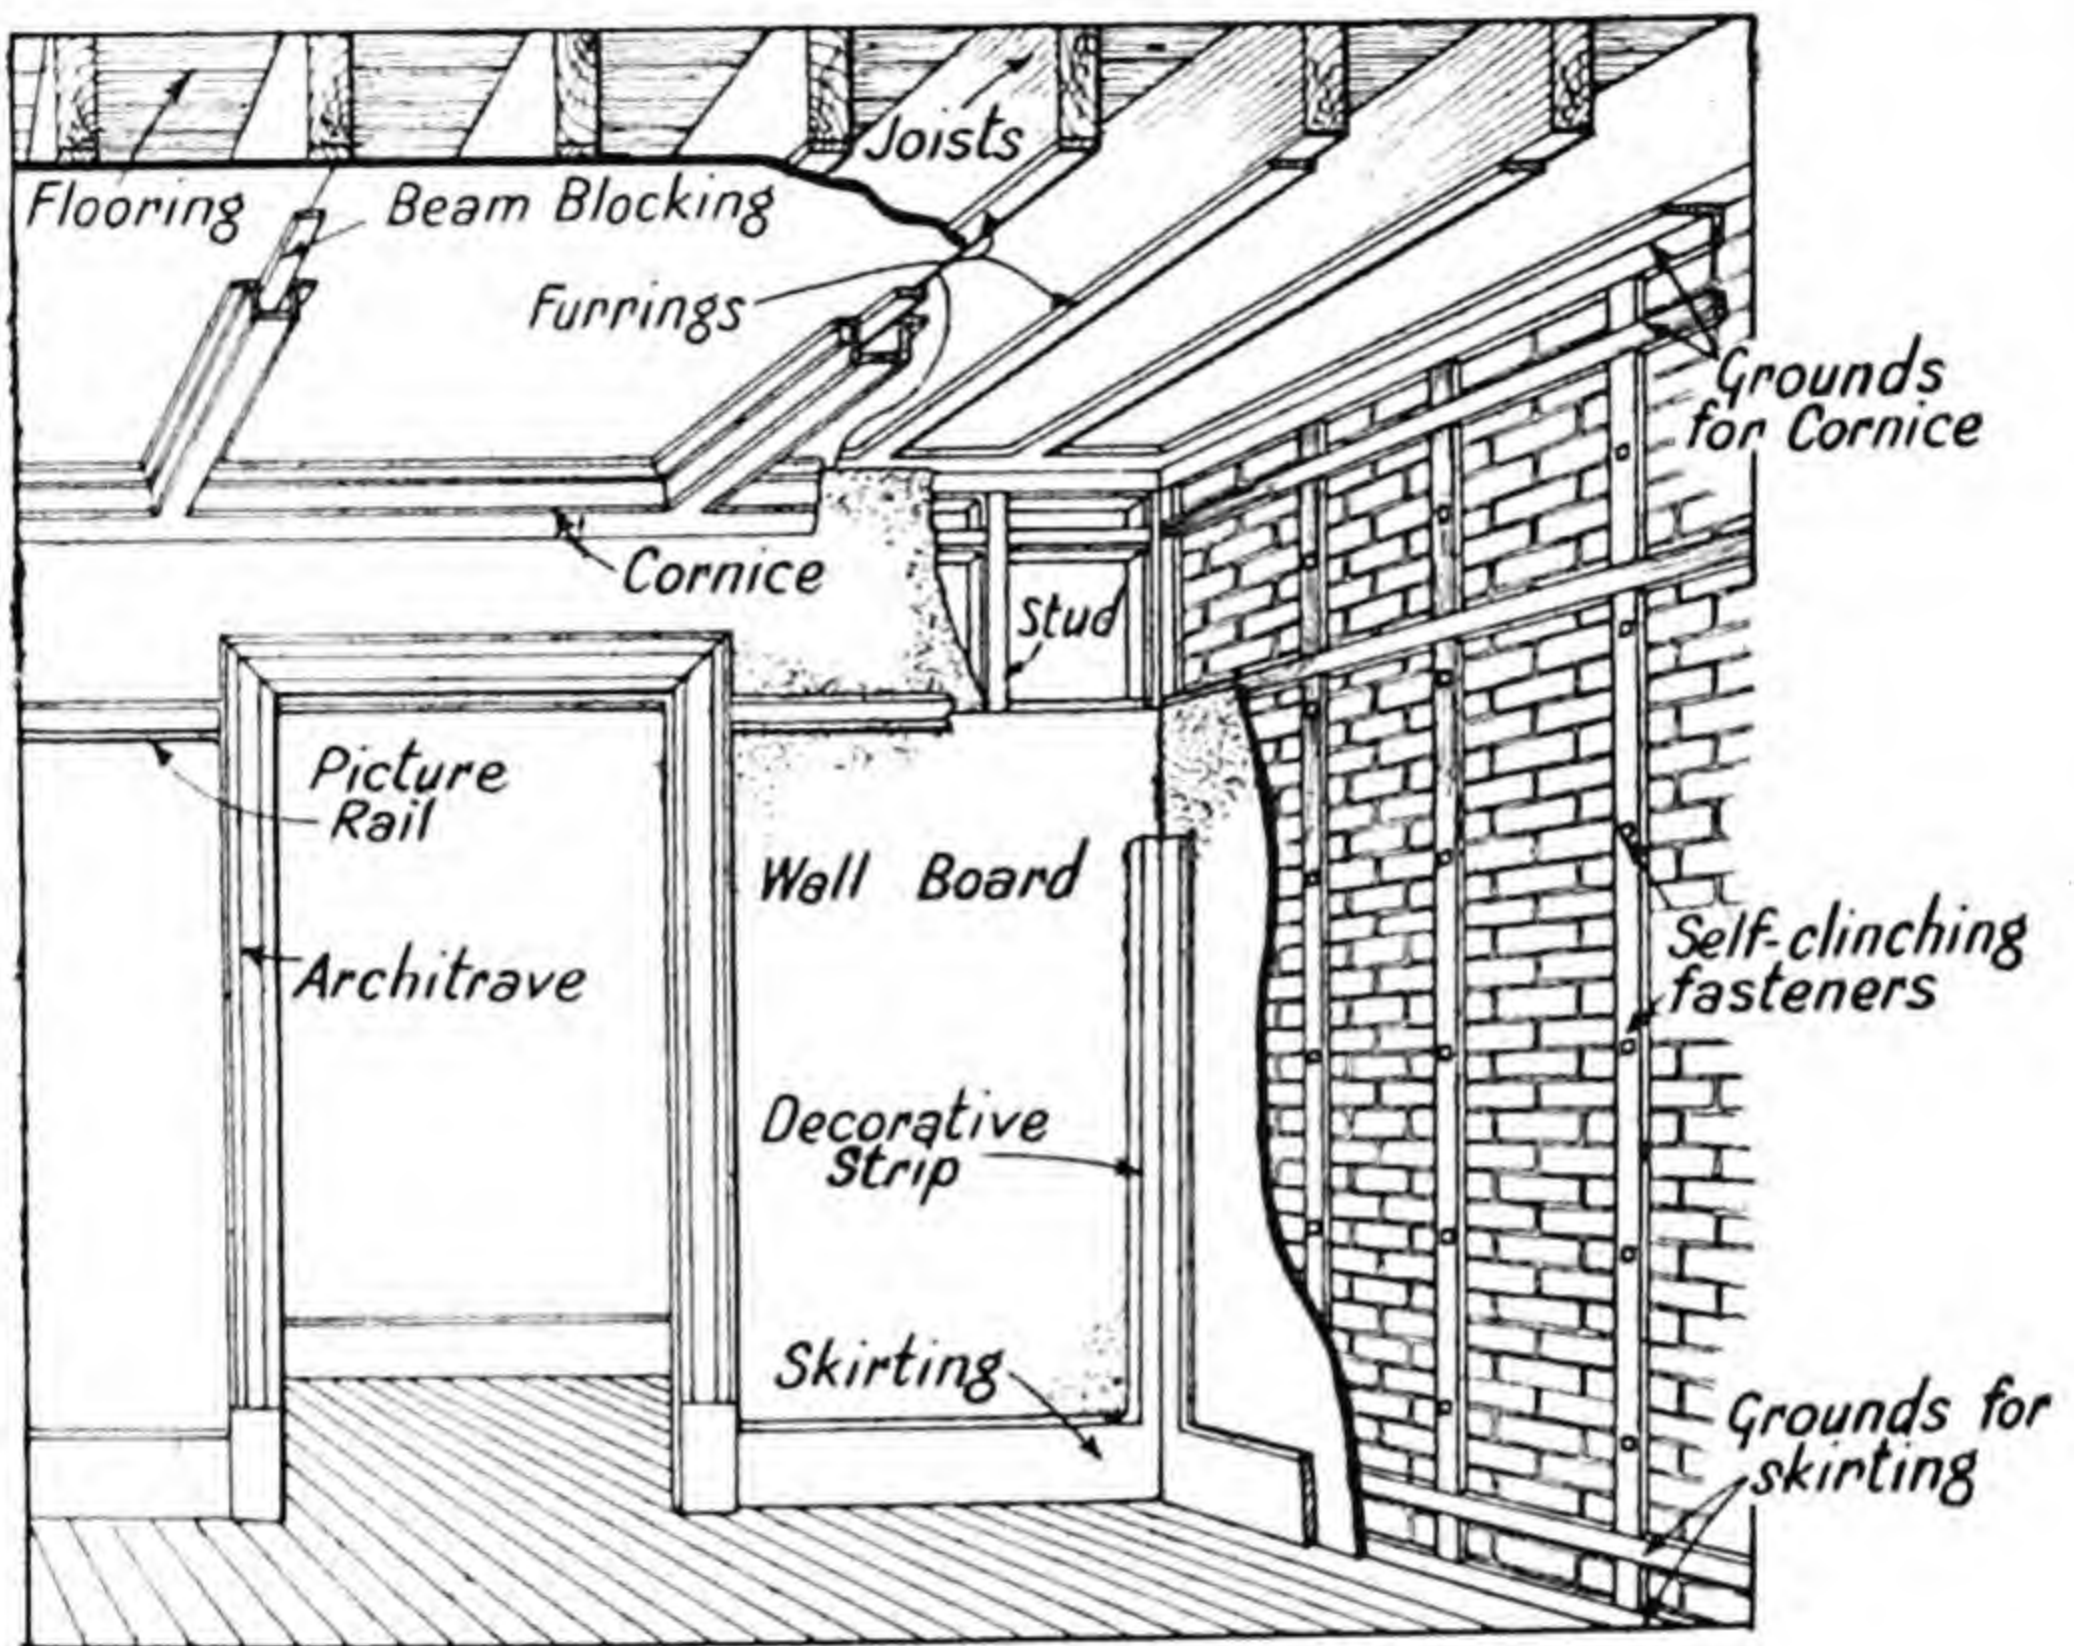 Joists
Flooring
Beam Blocking
Furrings
Grounds
for Cornice
Cornice
Stud
Picture
Rail
Wall Board
Architrave
Self-clinching
fasteners
Decorative
Strip
Skirting
Grounds for
skirting